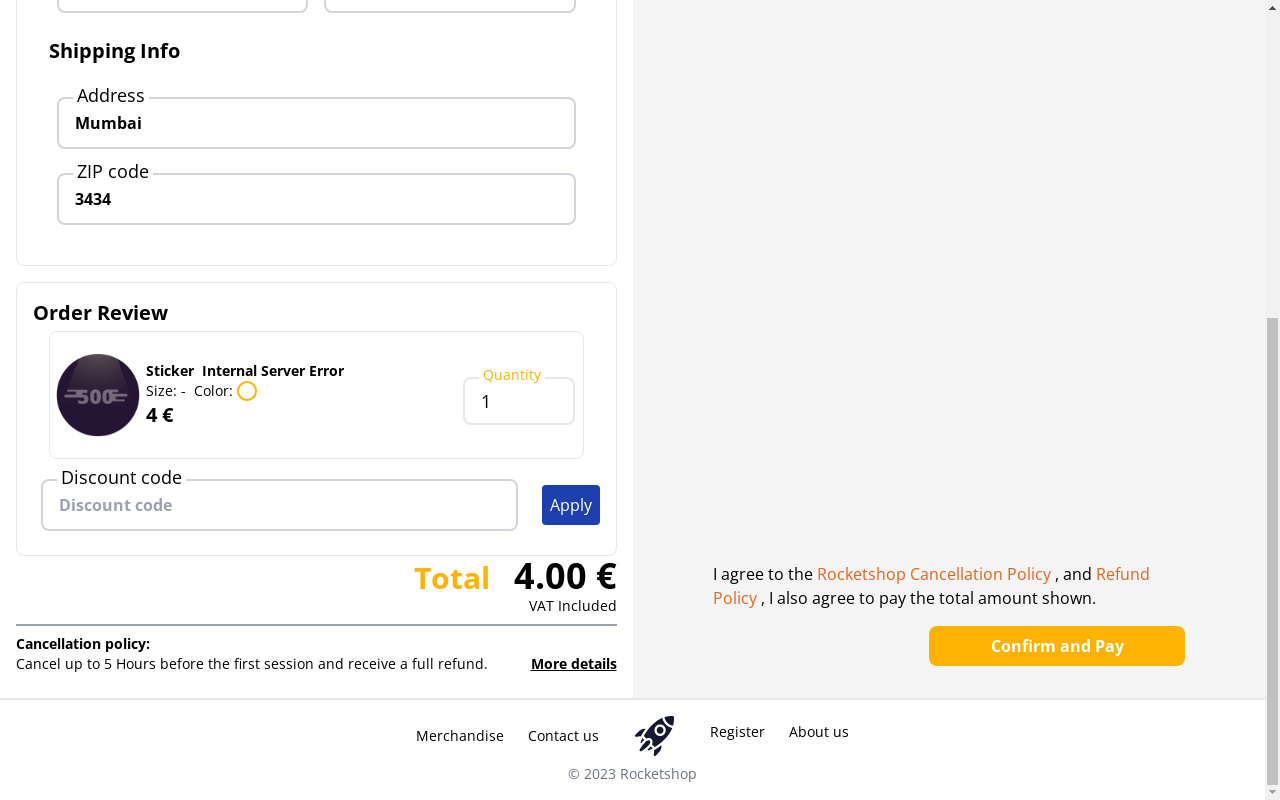 Shipping Info
Address
Mumbai
ZIP code
3434
Order Review
500
Sticker Internal Server Error
Size: - Color:
4 €
Quantity
1
Discount code
Discount code
Apply
Total 4.00 €
VAT Included
Cancellation policy:
Cancel up to 5 Hours before the first session and receive a full refund.
More details
I agree to the Rocketshop Cancellation Policy , and Refund
Policy , I also agree to pay the total amount shown.
Confirm and Pay
Merchandise
Contact us
Register
About us
© 2023 Rocketshop